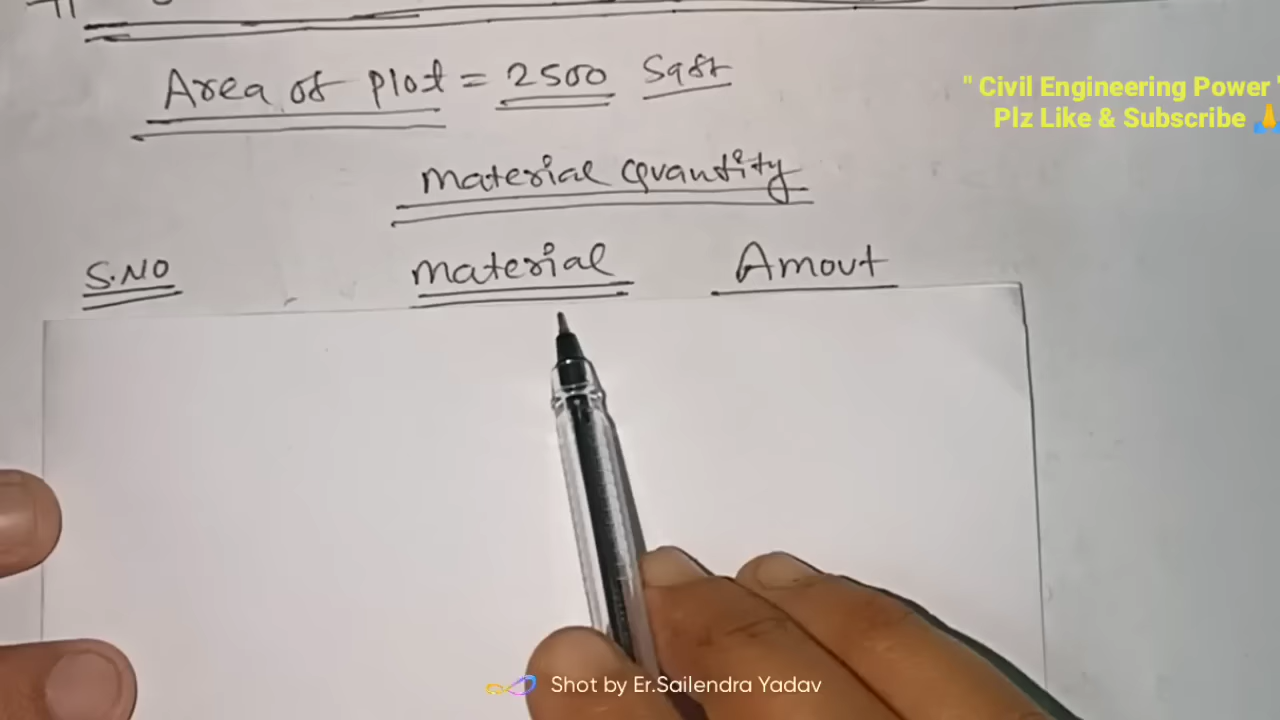 Area of Plot = 2500 Sqft
" Civil Engineering Power "
Plz Like & Subscribe 🙏
Material Quantity
S.NO Material Amout
Shot by Er.Sailendra Yadav